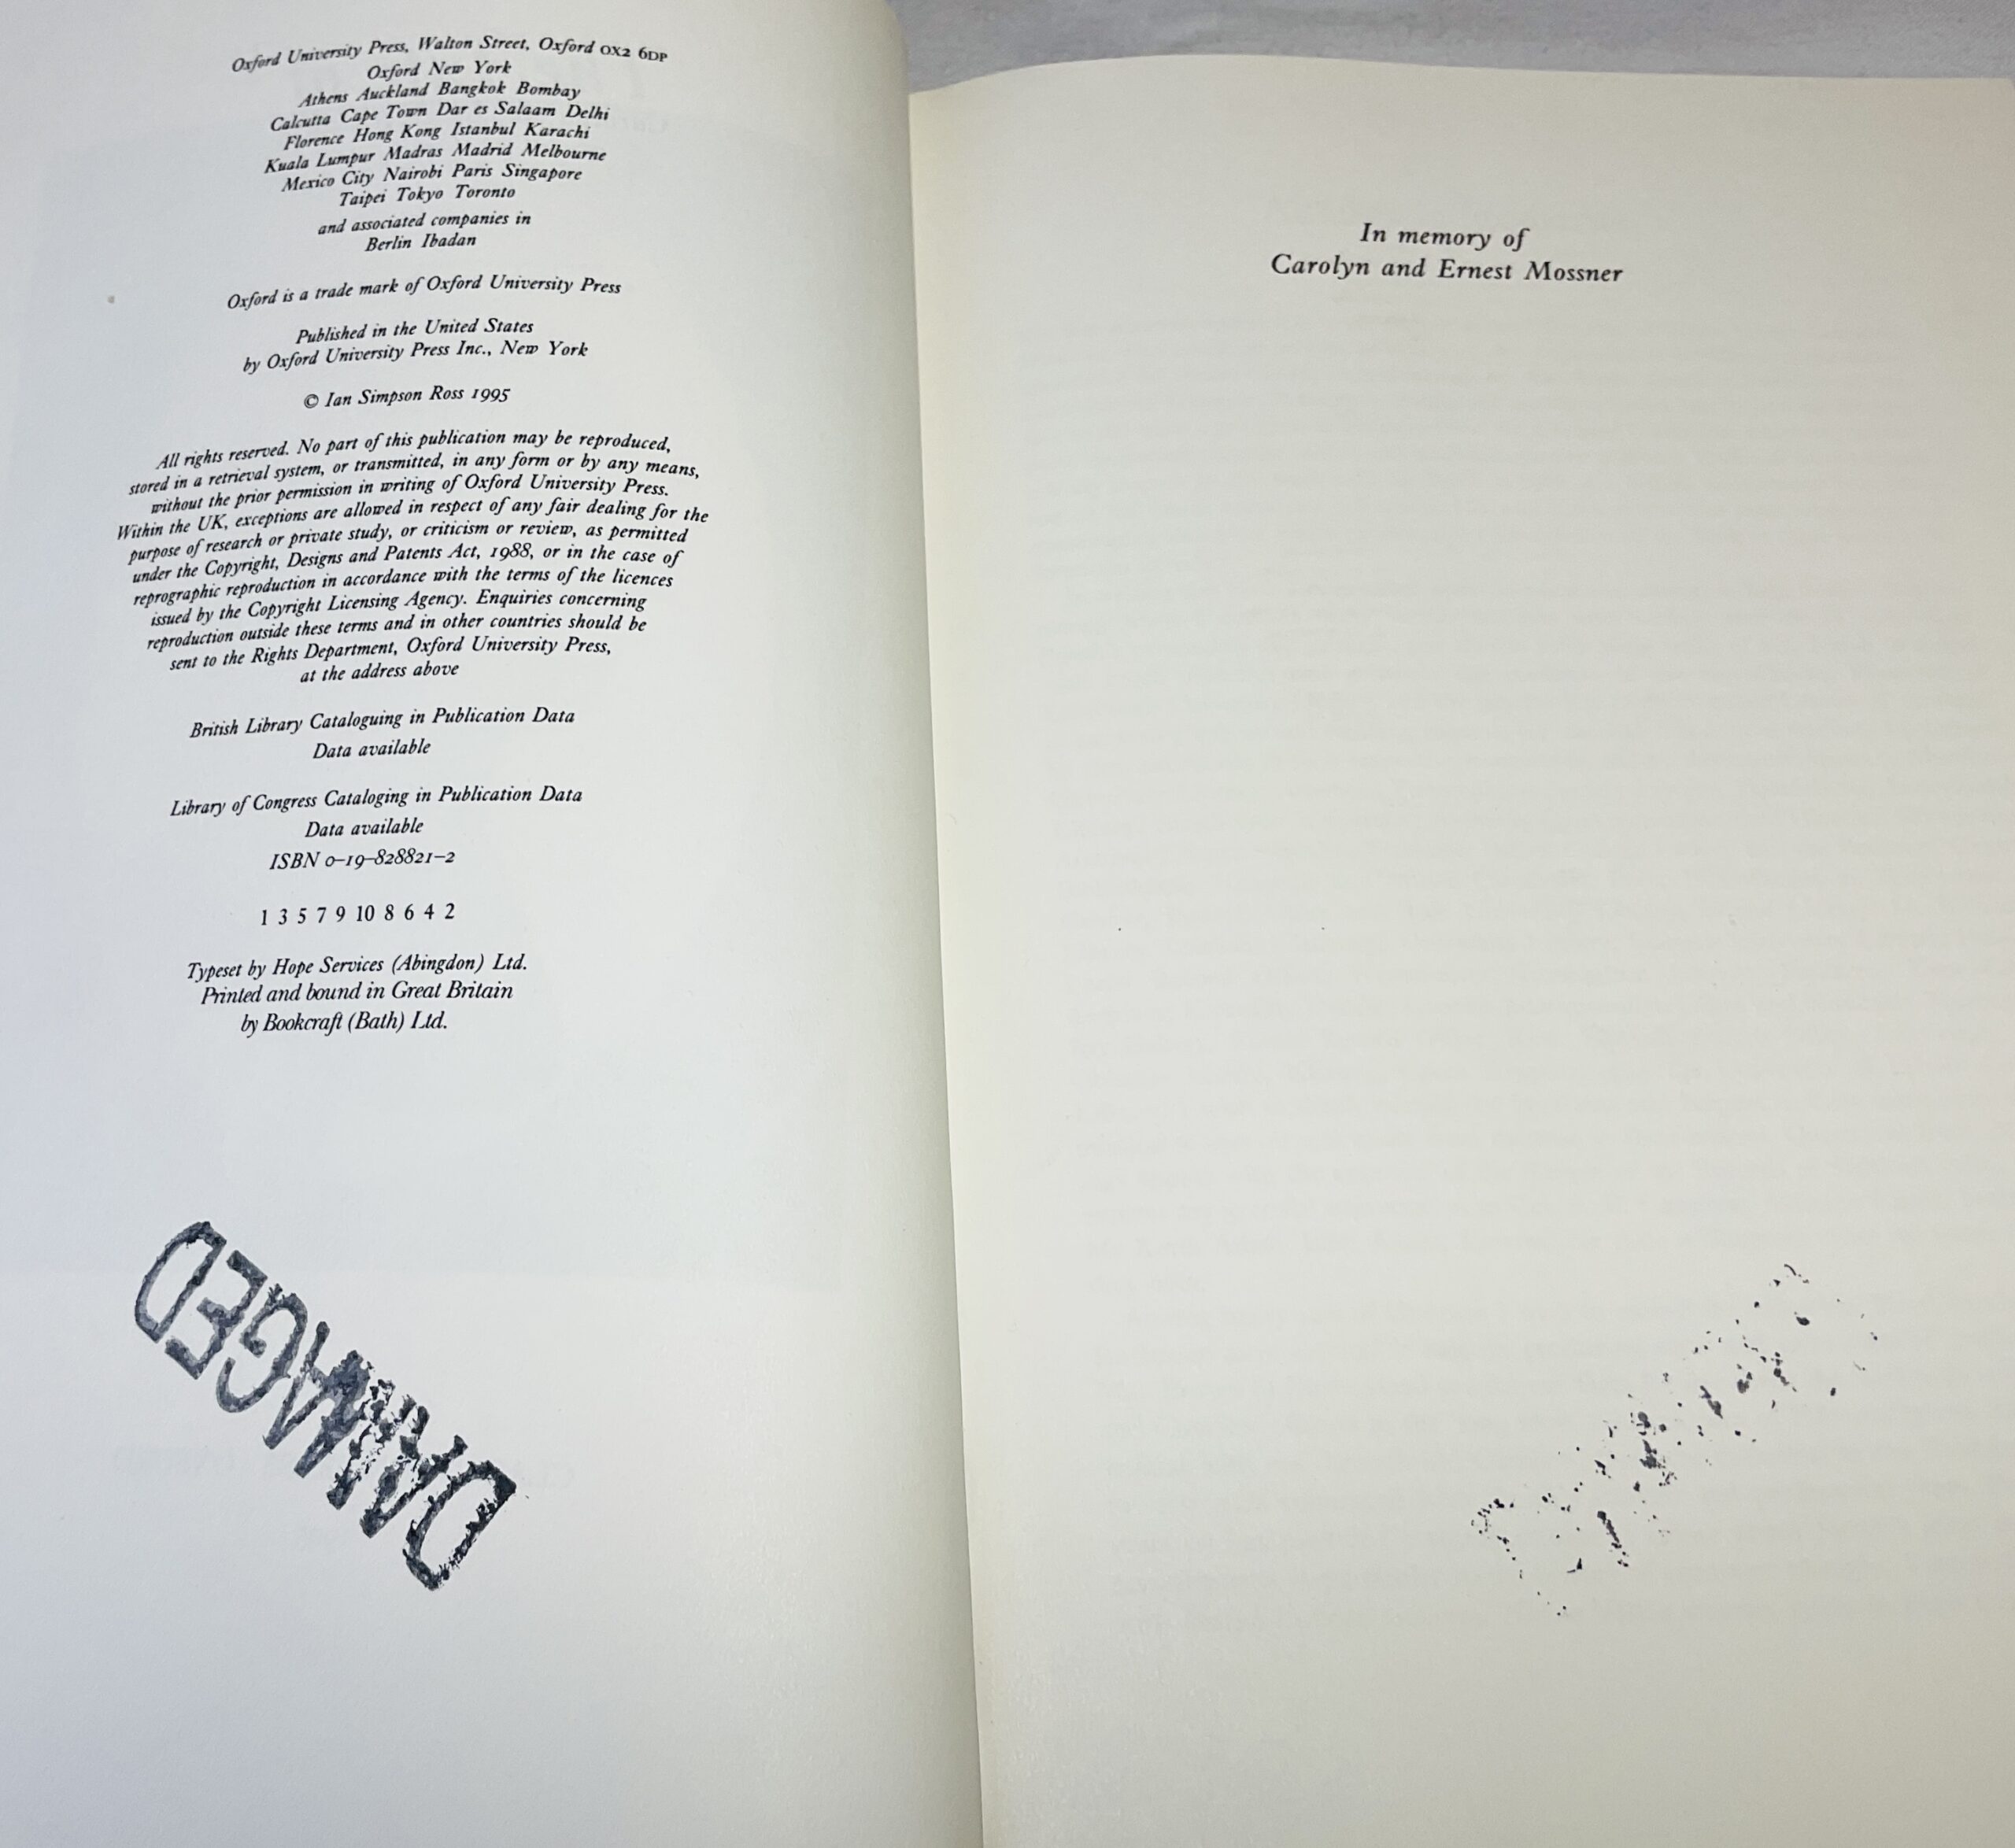 Oxford University Press, Walton Street, Oxford OX2 6DP
Oxford New York
Athens Auckland Bangkok Bombay
Calcutta Cape Town Dar es Salaam Delhi
Florence Hong Kong Istanbul Karachi
Kuala Lumpur Madras Madrid Melbourne
Mexico City Nairobi Paris Singapore
Taipei Tokyo Toronto
and associated companies in
Berlin Ibadan
Oxford is a trade mark of Oxford University Press
Published in the United States
by Oxford University Press Inc., New York
© Ian Simpson Ross 1995
All rights reserved. No part of this publication may be reproduced,
stored in a retrieval system, or transmitted, in any form or by any means,
without the prior permission in writing of Oxford University Press.
Within the UK, exceptions are allowed in respect of any fair dealing for the
purpose of research or private study, or criticism or review, as permitted
under the Copyright, Designs and Patents Act, 1988, or in the case of
reprographic reproduction in accordance with the terms of the licences
issued by the Copyright Licensing Agency. Enquiries concerning
reproduction outside these terms and in other countries should be
sent to the Rights Department, Oxford University Press,
at the address above
British Library Cataloguing in Publication Data
Data available
Library of Congress Cataloging in Publication Data
Data available
ISBN 0–19–828821–2
1 3 5 7 9 10 8 6 4 2
Typeset by Hope Services (Abingdon) Ltd.
Printed and bound in Great Britain
by Bookcraft (Bath) Ltd.
DAMAGED
In memory of
Carolyn and Ernest Mossner